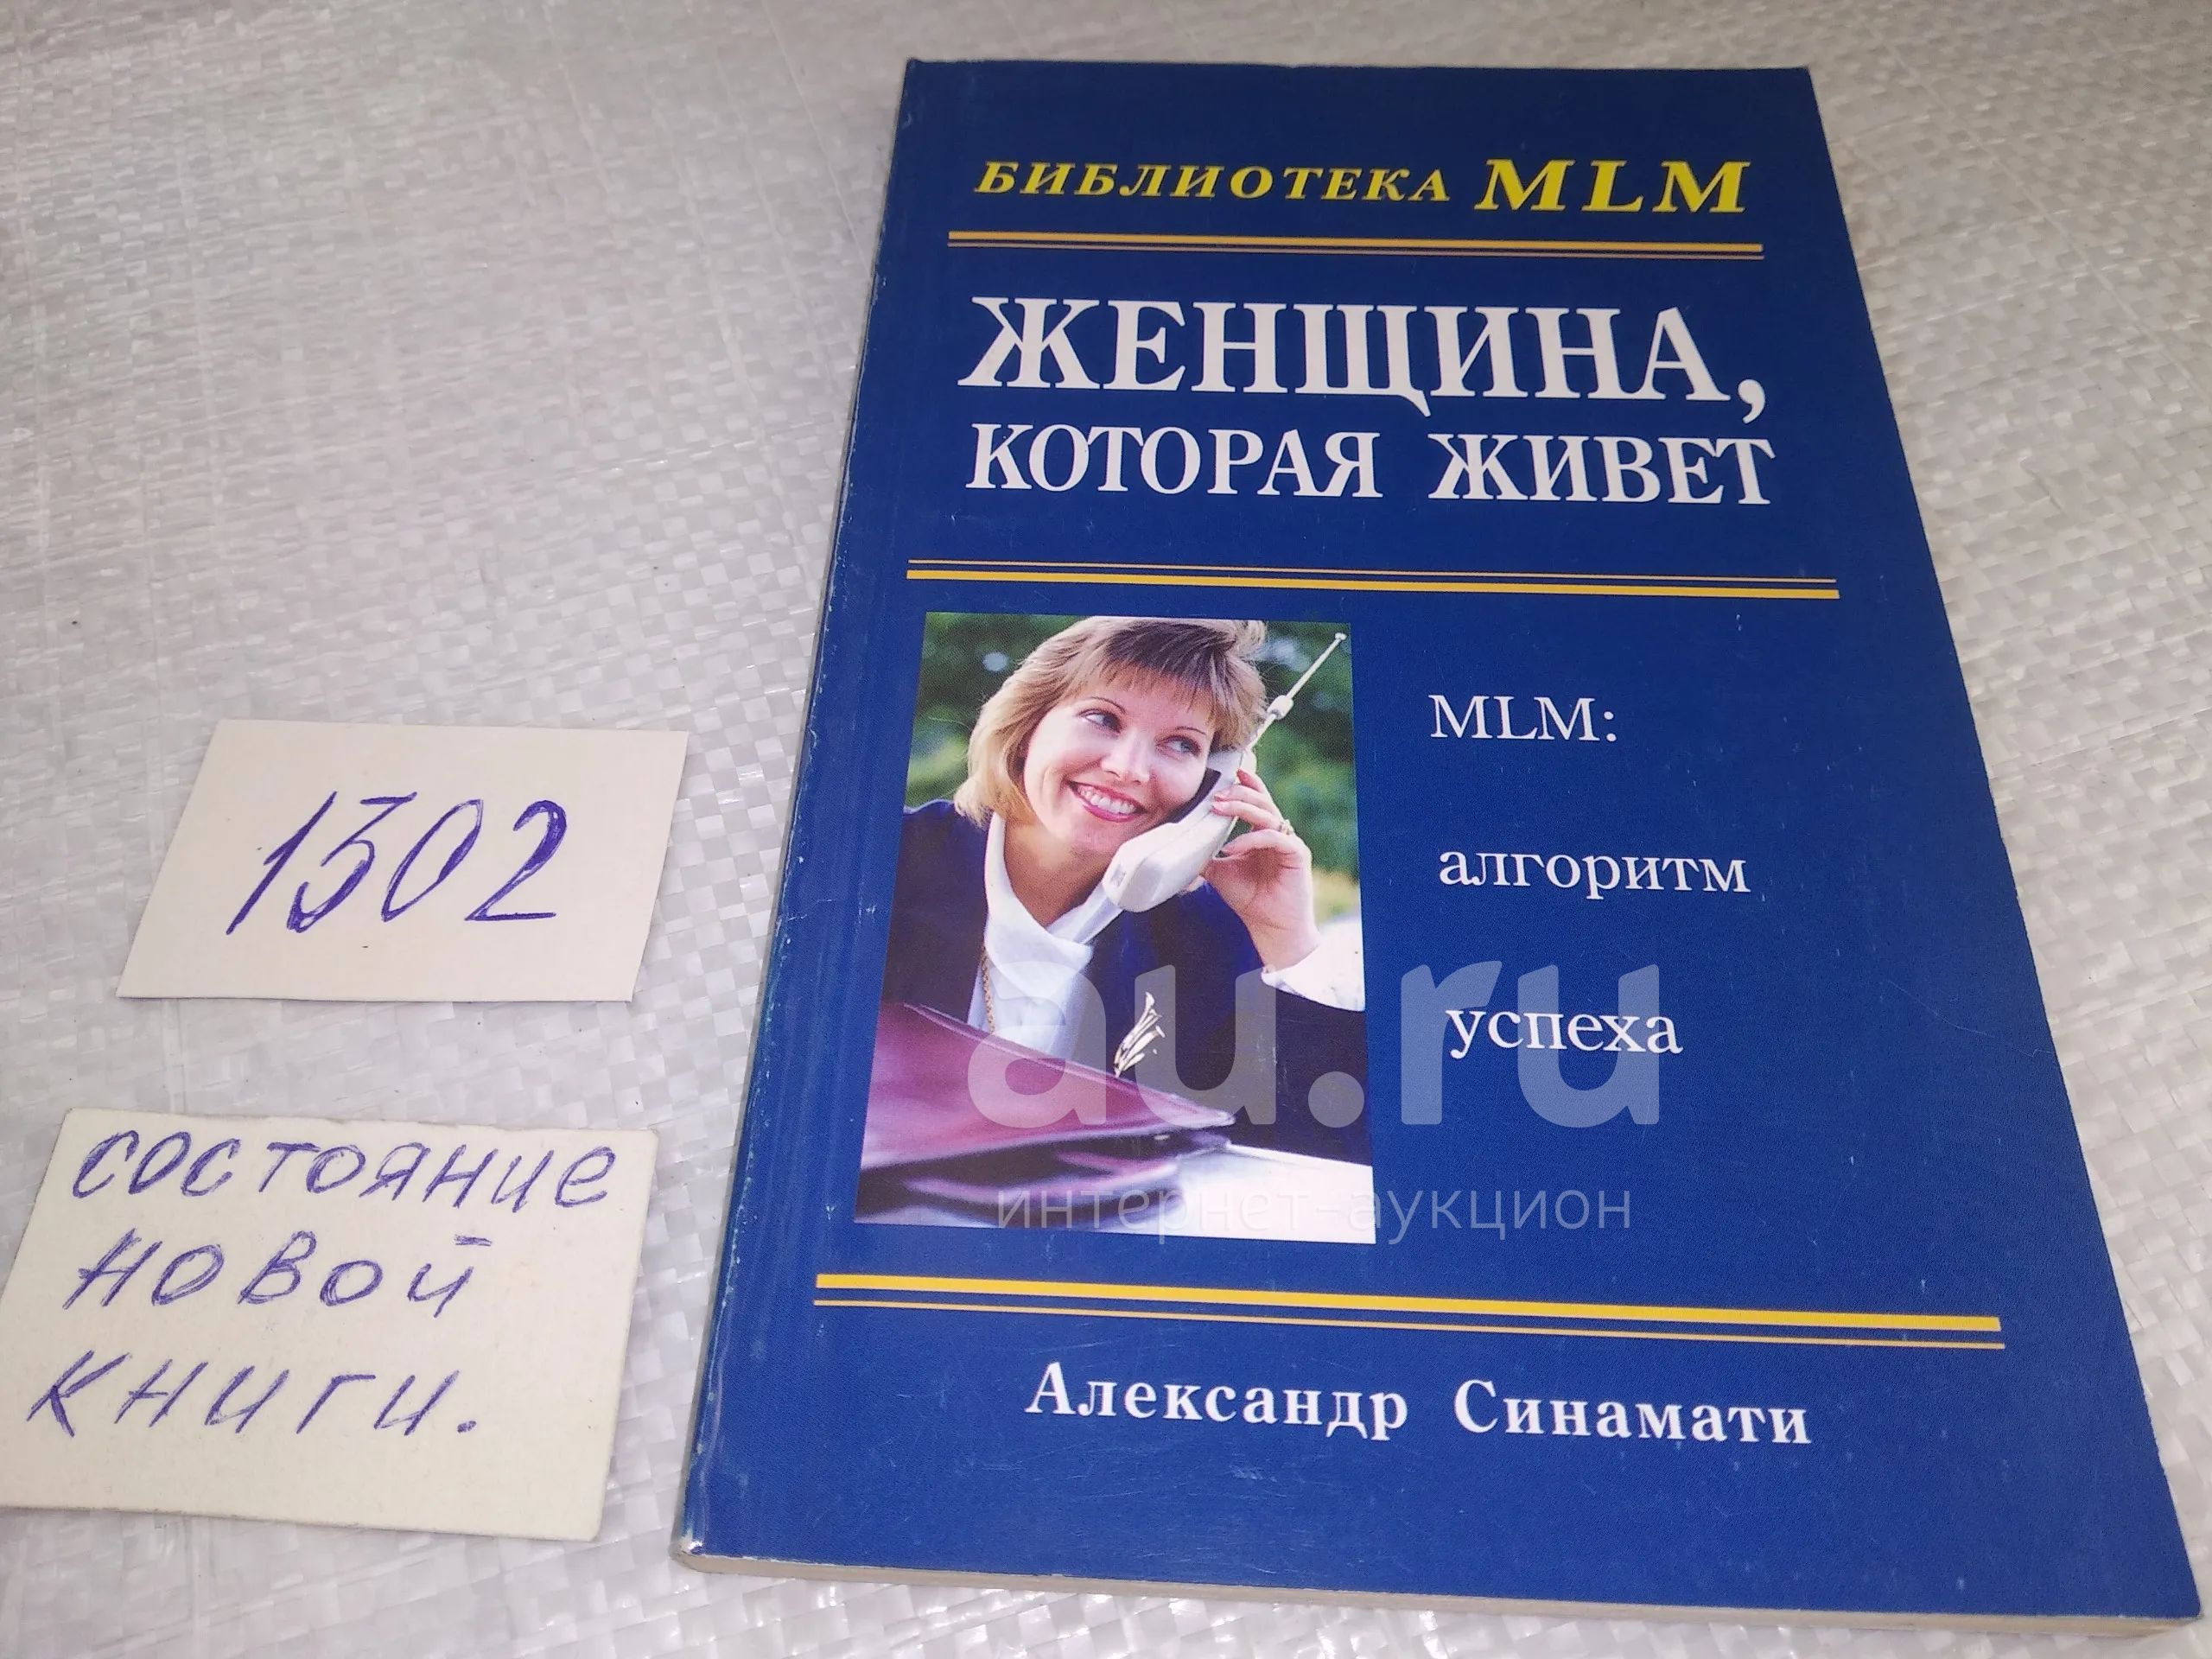 БИБЛИОТЕКА MLM
ЖЕНЩИНА,
КОТОРАЯ ЖИВЕТ
MLM:
алгоритм
успеха
Александр Синамати
1302
состояние
новой
книги.
au.ru
интернет-аукцион